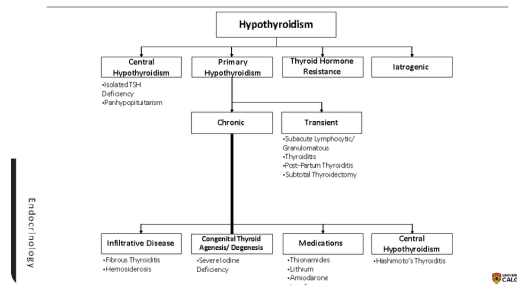 Hypothyroidism
Central
Hypothyroidism
•Isolated TSH
Deficiency
•Panhypopituitarism
Primary
Hypothyroidism
Thyroid Hormone
Resistance
Iatrogenic
Chronic
Transient
•Subacute Lymphocytic/
Granulomatous
•Thyroiditis
•Post-Partum Thyroiditis
•Subtotal Thyroidectomy
Infiltrative Disease
•Fibrous Thyroiditis
•Hemosiderosis
Congenital Thyroid
Agenesis/ Degenesis
•Severe Iodine
Deficiency
Medications
•Thionamides
•Lithium
•Amiodarone
Central
Hypothyroidism
•Hashimoto's Thyroiditis
Endocrinology